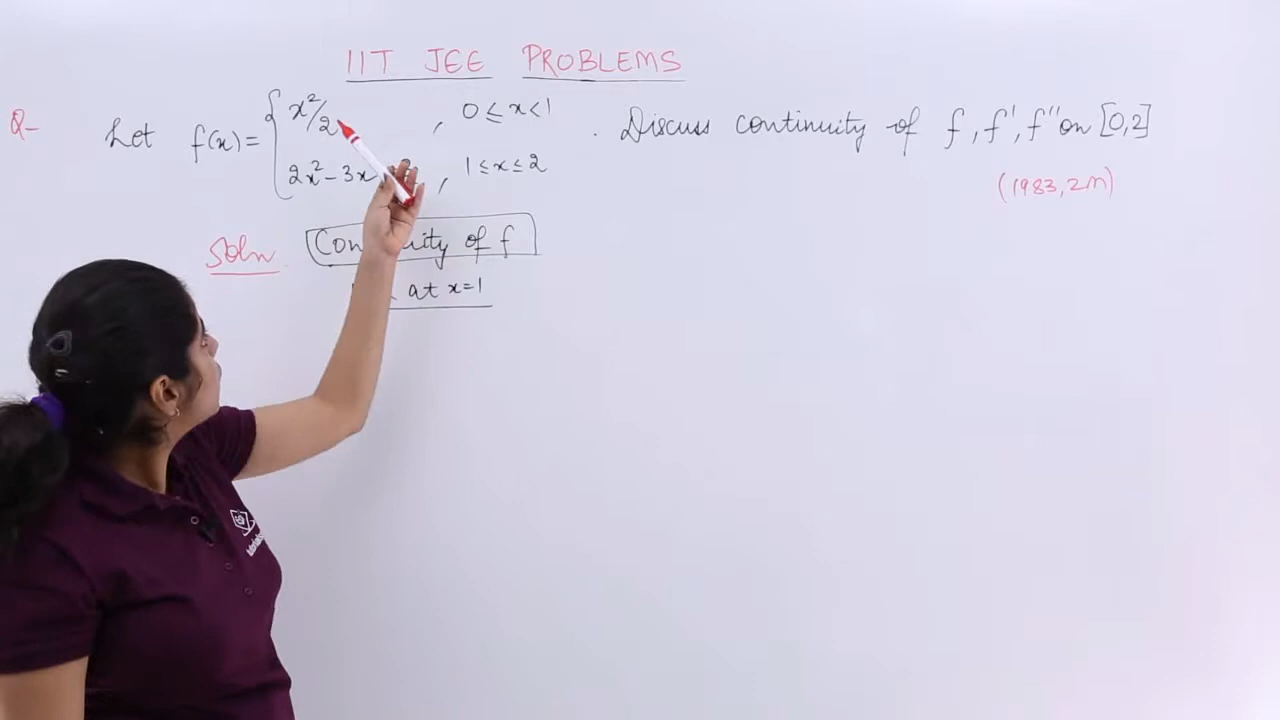 IIT JEE PROBLEMS
Q- Let f(x) = { x²/2 , 0 ≤ x < 1 . Discuss continuity of f, f', f'' on [0,2]
2x² - 3x , 1 ≤ x ≤ 2
(1983, 2M)
Soln of f
at x=1